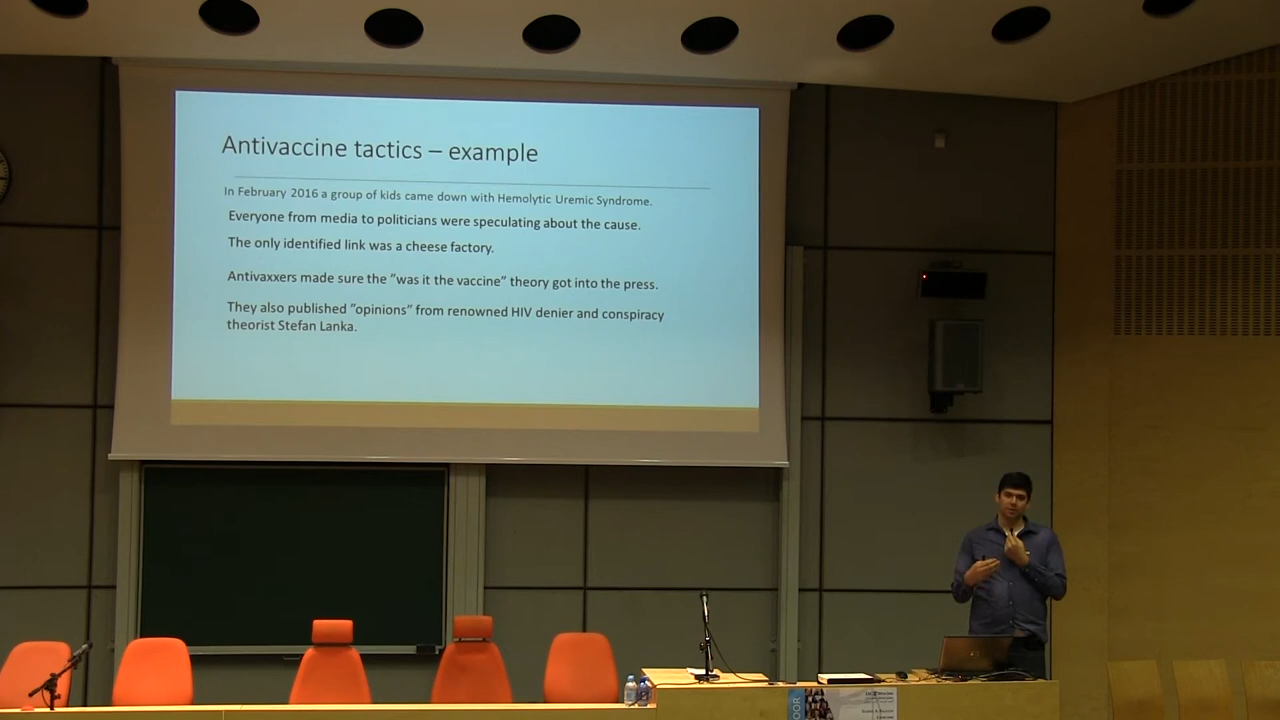 Antivaccine tactics – example
In February 2016 a group of kids came down with Hemolytic Uremic Syndrome.
Everyone from media to politicians were speculating about the cause.
The only identified link was a cheese factory.
Antivaxxers made sure the "was it the vaccine" theory got into the press.
They also published "opinions" from renowned HIV denier and conspiracy
theorist Stefan Lanka.